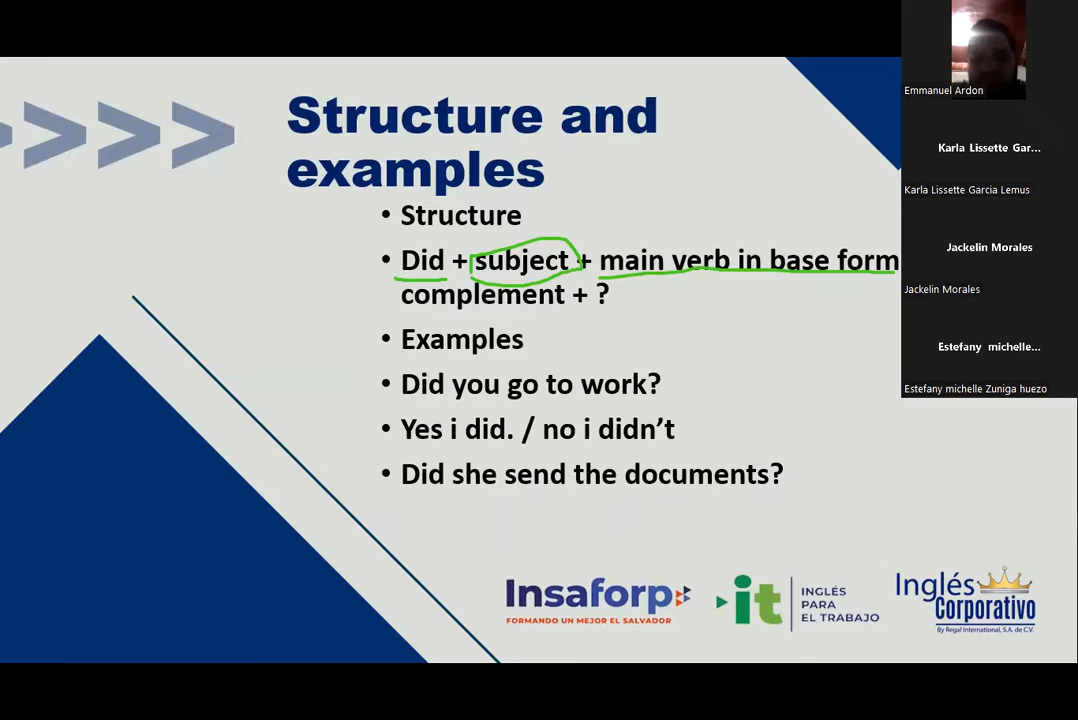 Structure and
examples
• Structure
• Did + subject + main verb in base form
complement + ?
• Examples
• Did you go to work?
• Yes i did. / no i didn’t
• Did she send the documents?
Insaforp
FORMANDO UN MEJOR EL SALVADOR
it
INGLÉS
PARA
EL TRABAJO
Inglés
Corporativo
By Regal International, S.A. de C.V.
Emmanuel Ardon
Karla Lissette Gar...
Karla Lissette Garcia Lemus
Jackelin Morales
Jackelin Morales
Estefany michelle...
Estefany michelle Zuniga huezo